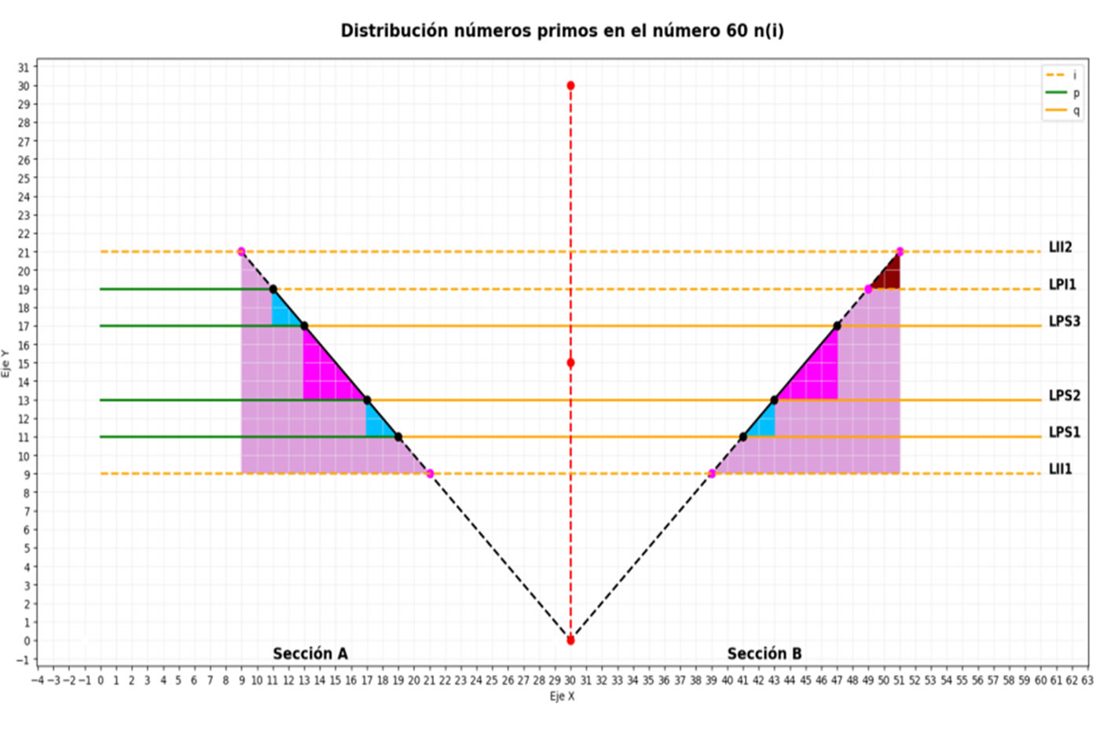 Distribución números primos en el número 60 n(i)
i
p
q
31
30
29
28
27
26
25
24
23
22
21
20
19
18
17
16
15
14
13
12
11
10
9
8
7
6
5
4
3
2
1
0
−1
Eje Y
LII2
LPI1
LPS3
LPS2
LPS1
LII1
Sección A Sección B
−4 −3 −2 −1 0 1 2 3 4 5 6 7 8 9 10 11 12 13 14 15 16 17 18 19 20 21 22 23 24 25 26 27 28 29 30 31 32 33 34 35 36 37 38 39 40 41 42 43 44 45 46 47 48 49 50 51 52 53 54 55 56 57 58 59 60 61 62 63
Eje X